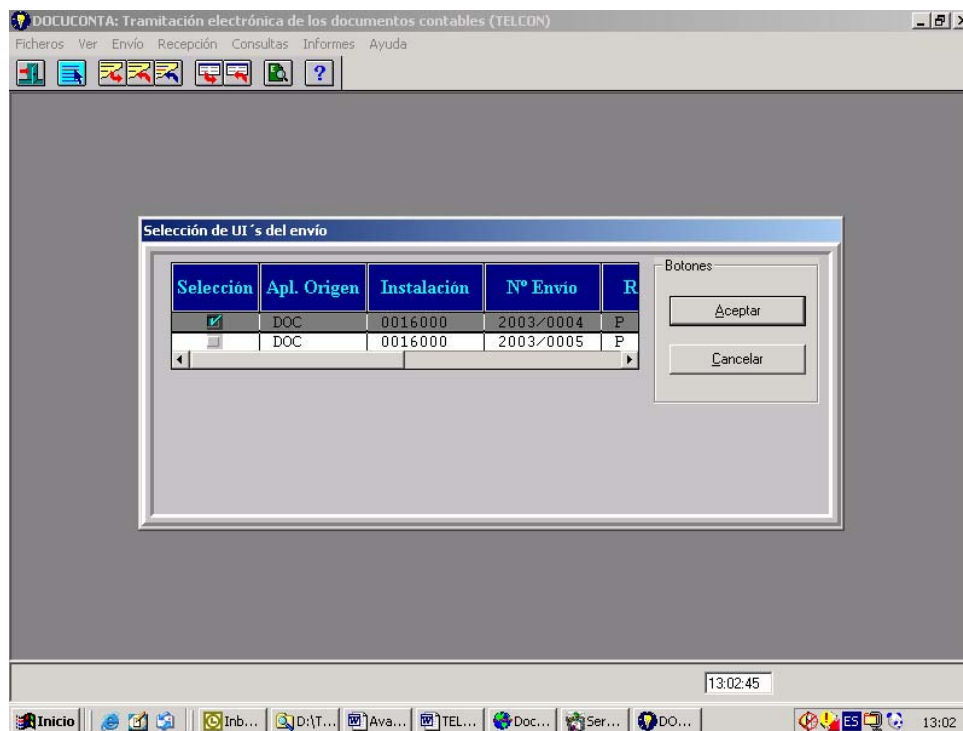 DOCUCONTA: Tramitación electrónica de los documentos contables (TELCON)
Ficheros Ver Envío Recepción Consultas Informes Ayuda
Selección de UI´s del envío
Selección Apl. Origen Instalación Nº Envio R
DOC 0016000 2003/0004 P
DOC 0016000 2003/0005 P
Botones
Aceptar
Cancelar
13:02:45
Inicio Inb... D:\T... Ava... TEL... Doc... Ser... DO... ES 13:02